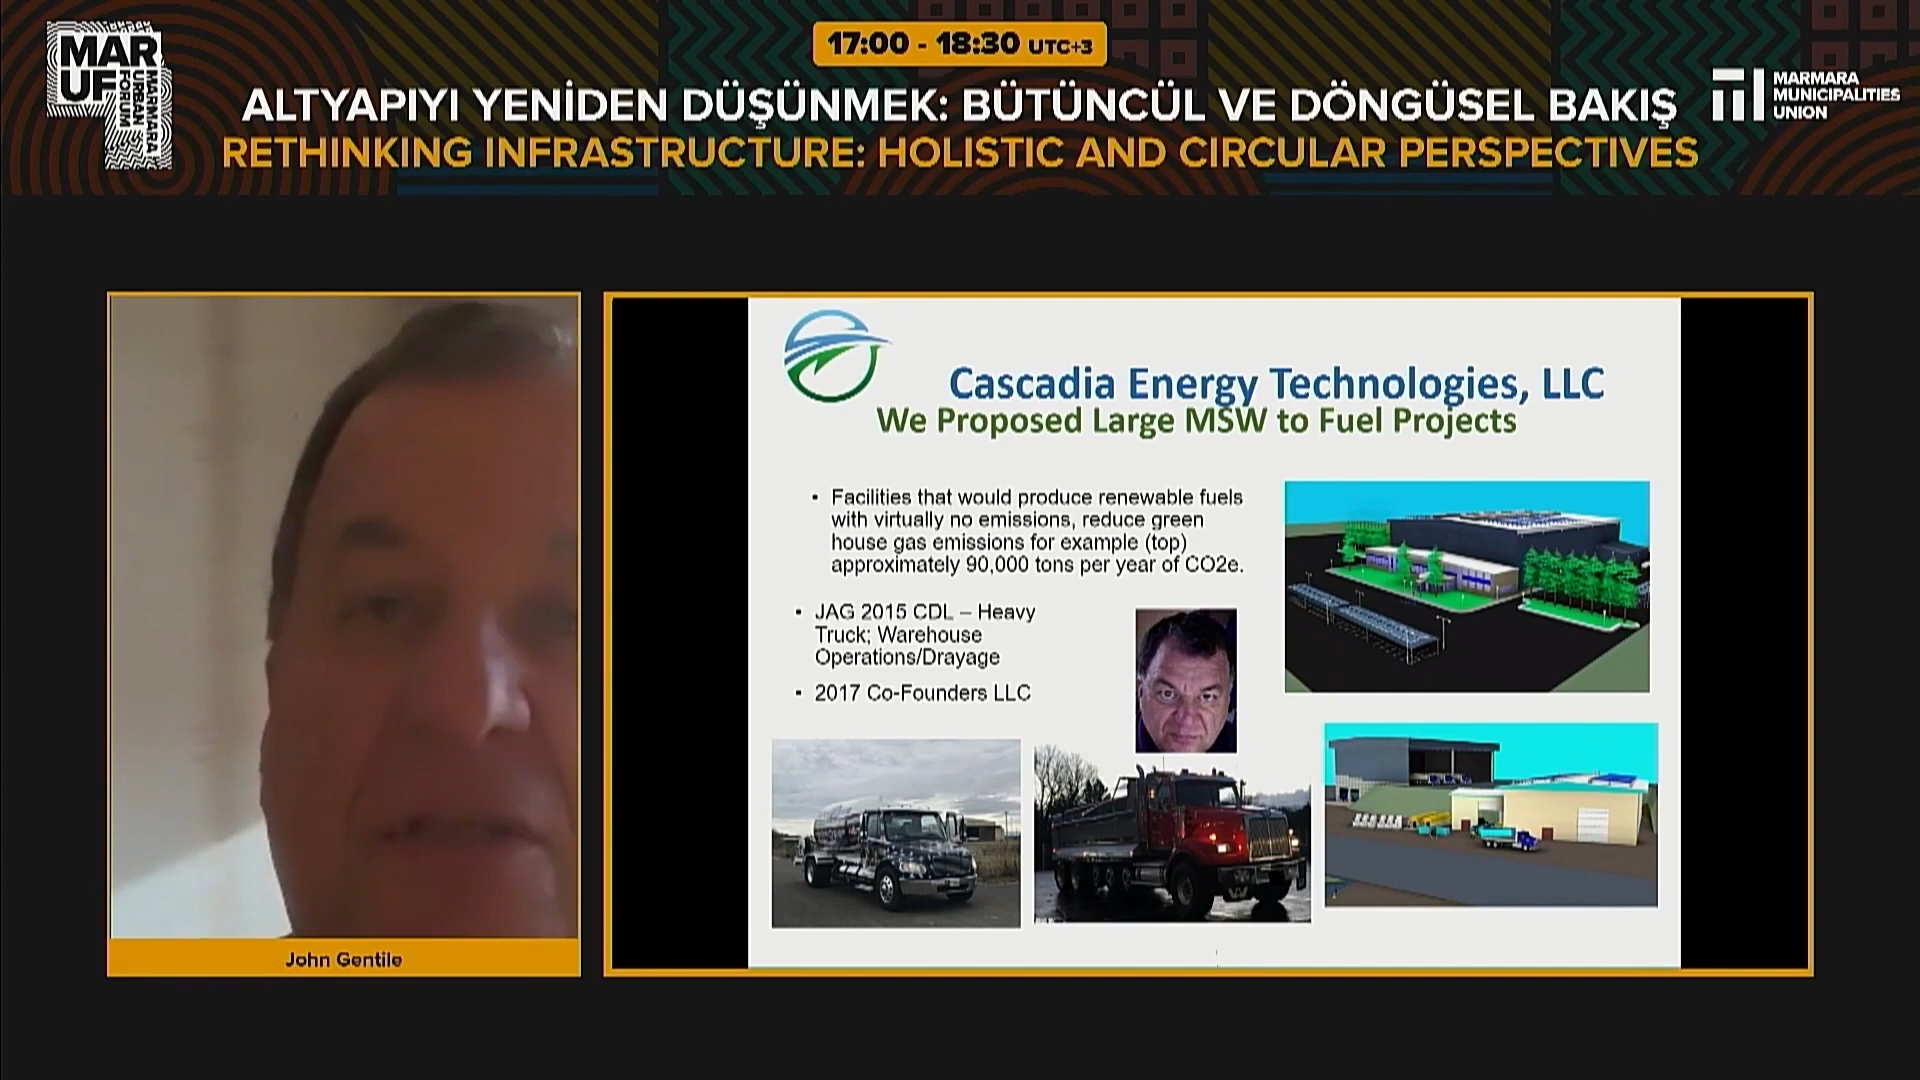 MAR
UF
MARMARA
URBAN
FORUM
17:00 - 18:30 UTC+3
ALTYAPIYI YENİDEN DÜŞÜNMEK: BÜTÜNCÜL VE DÖNGÜSEL BAKIŞ
RETHINKING INFRASTRUCTURE: HOLISTIC AND CIRCULAR PERSPECTIVES
MARMARA
MUNICIPALITIES
UNION
Cascadia Energy Technologies, LLC
We Proposed Large MSW to Fuel Projects
• Facilities that would produce renewable fuels
with virtually no emissions, reduce green
house gas emissions for example (top)
approximately 90,000 tons per year of CO2e.
• JAG 2015 CDL – Heavy
Truck; Warehouse
Operations/Drayage
• 2017 Co-Founders LLC
John Gentile